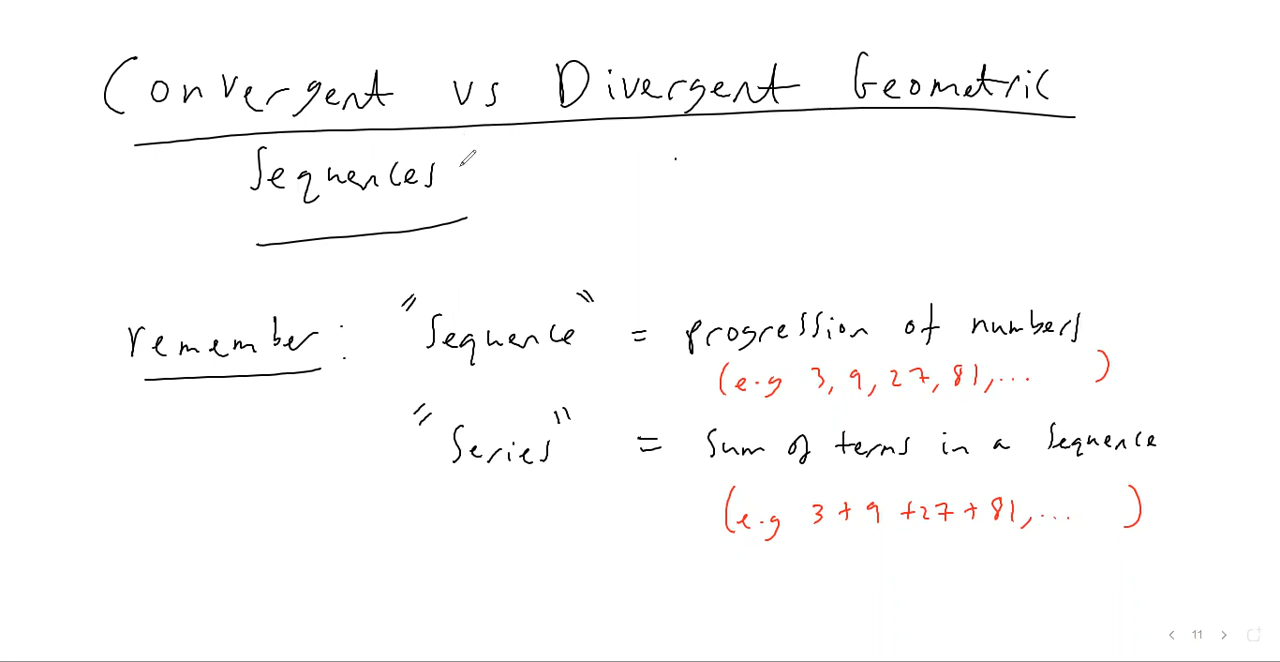 Convergent vs Divergent Geometric
Sequences
remember: "Sequence" = progression of numbers
(e.g 3, 9, 27, 81,... )
"Series" = Sum of terms in a Sequence
(e.g 3 + 9 +27 + 81,... )
< 11 >